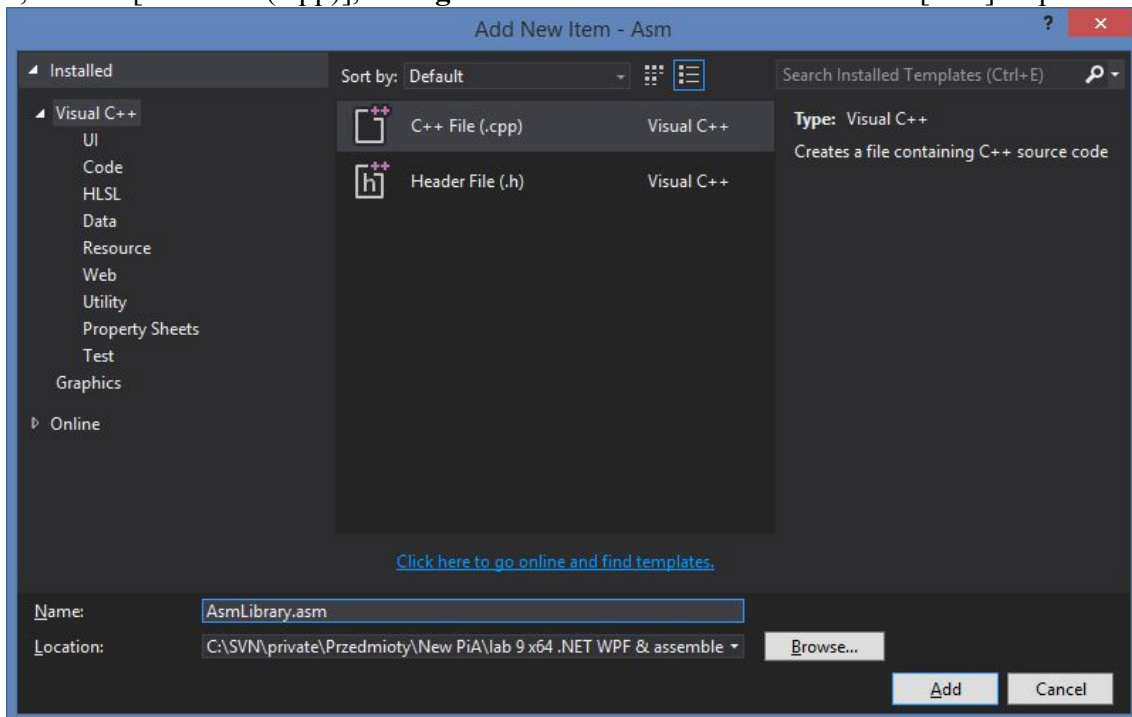 Add New Item - Asm
?
×
Installed
Sort by: Default
Search Installed Templates (Ctrl+E)
Visual C++
UI
Code
HLSL
Data
Resource
Web
Utility
Property Sheets
Test
Graphics
Online
C++ File (.cpp) Visual C++
Header File (.h) Visual C++
Type: Visual C++
Creates a file containing C++ source code
Click here to go online and find templates.
Name: AsmLibrary.asm
Location: C:\SVN\private\Przedmioty\New PiA\lab 9 x64 .NET WPF & assemble
Browse...
Add Cancel